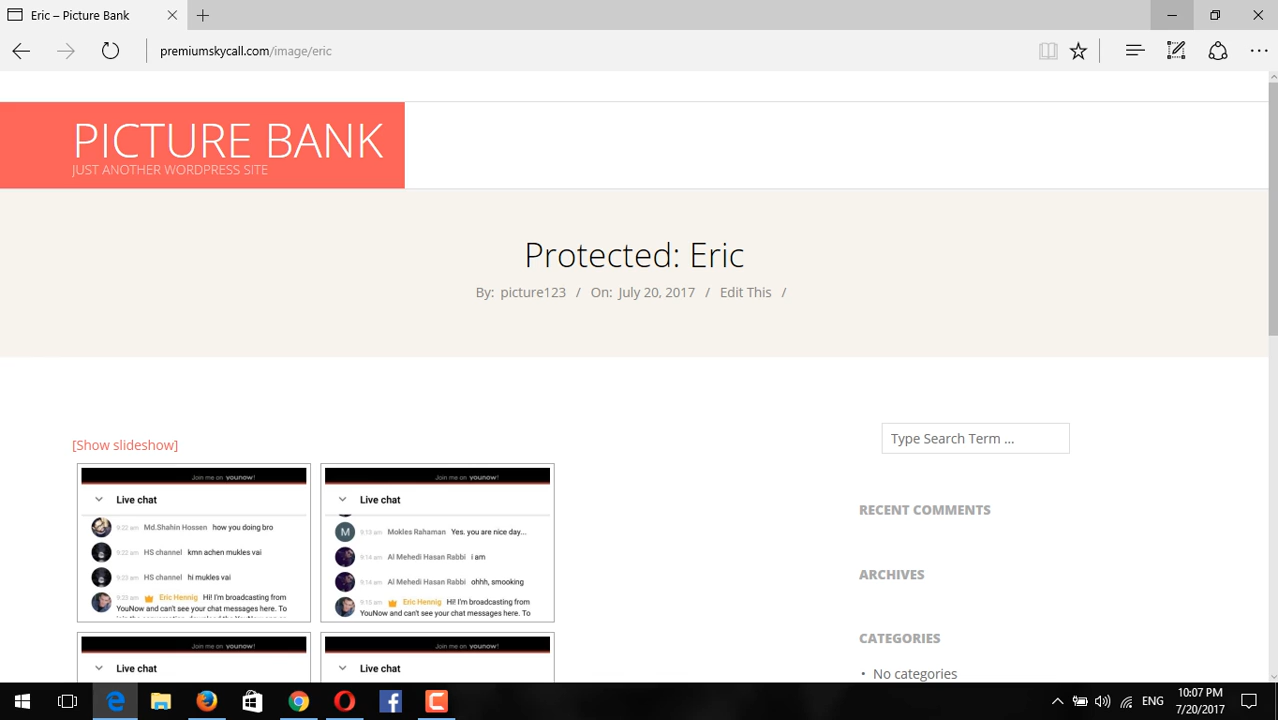 Eric – Picture Bank
premiumskycall.com/image/eric
PICTURE BANK
JUST ANOTHER WORDPRESS SITE
Protected: Eric
By: picture123 / On: July 20, 2017 / Edit This /
[Show slideshow]
Type Search Term ...
Join me on younow!
Live chat
9:22 am Md.Shahin Hossen how you doing bro
9:22 am HS channel kmn achen mukles vai
9:23 am HS channel hi mukles vai
9:23 am Eric Hennig Hi! I'm broadcasting from
YouNow and can't see your chat messages here. To
Join me on younow!
Live chat
M 9:13 am Mokles Rahaman Yes. you are nice day...
9:14 am Al Mehedi Hasan Rabbi i am
9:14 am Al Mehedi Hasan Rabbi ohhh, smooking
9:15 am Eric Hennig Hi! I'm broadcasting from
YouNow and can't see your chat messages here. To
RECENT COMMENTS
ARCHIVES
CATEGORIES
• No categories
Join me on younow!
Live chat
Join me on younow!
Live chat
ENG
10:07 PM
7/20/2017